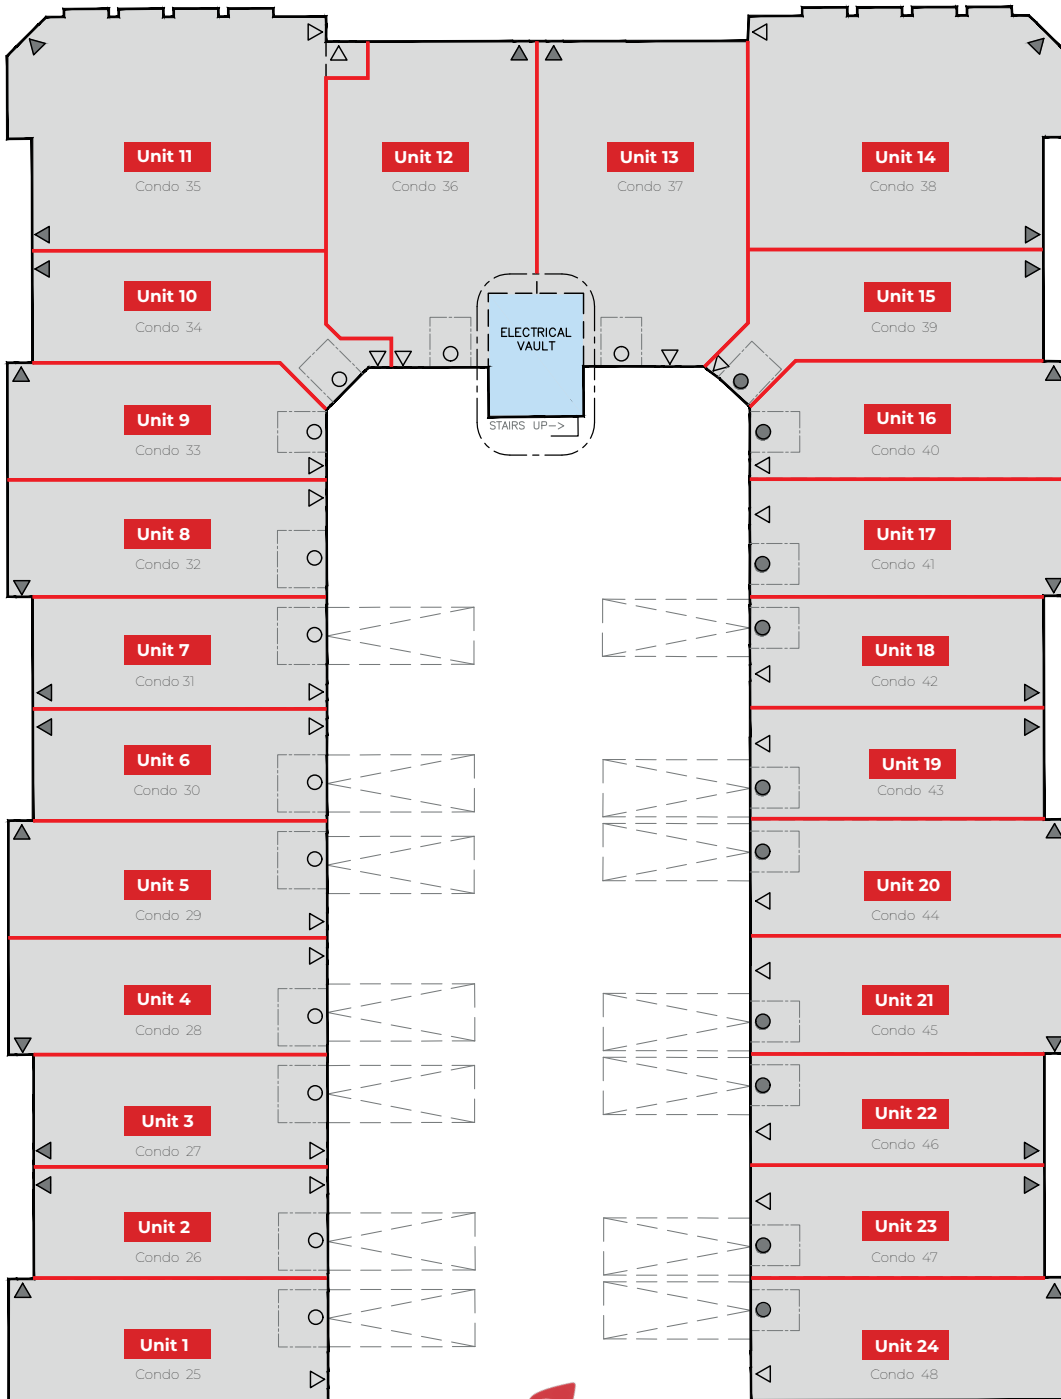 Unit 11
Condo 35
Unit 12
Condo 36
Unit 13
Condo 37
Unit 14
Condo 38
Unit 10
Condo 34
ELECTRICAL
VAULT
STAIRS UP->
Unit 15
Condo 39
Unit 9
Condo 33
Unit 16
Condo 40
Unit 8
Condo 32
Unit 17
Condo 41
Unit 7
Condo 31
Unit 18
Condo 42
Unit 6
Condo 30
Unit 19
Condo 43
Unit 5
Condo 29
Unit 20
Condo 44
Unit 4
Condo 28
Unit 21
Condo 45
Unit 3
Condo 27
Unit 22
Condo 46
Unit 2
Condo 26
Unit 23
Condo 47
Unit 1
Condo 25
Unit 24
Condo 48